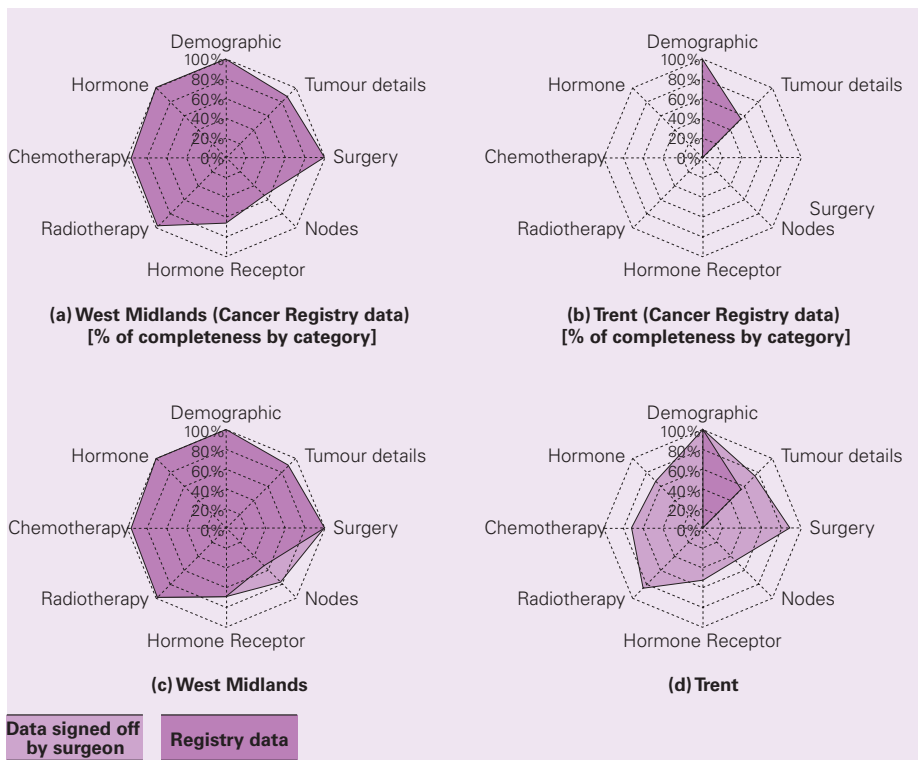 Demographic
100%
80%
60%
40%
20%
0%
Hormone
Tumour details
Chemotherapy
Surgery
Radiotherapy
Nodes
Hormone Receptor
(a) West Midlands (Cancer Registry data)
[% of completeness by category]
Demographic
100%
80%
60%
40%
20%
0%
Hormone
Tumour details
Chemotherapy
Surgery
Radiotherapy
Nodes
Hormone Receptor
(b) Trent (Cancer Registry data)
[% of completeness by category]
Demographic
100%
80%
60%
40%
20%
0%
Hormone
Tumour details
Chemotherapy
Surgery
Radiotherapy
Nodes
Hormone Receptor
(c) West Midlands
Demographic
100%
80%
60%
40%
20%
0%
Hormone
Tumour details
Chemotherapy
Surgery
Radiotherapy
Nodes
Hormone Receptor
(d) Trent
Data signed off
by surgeon
Registry data